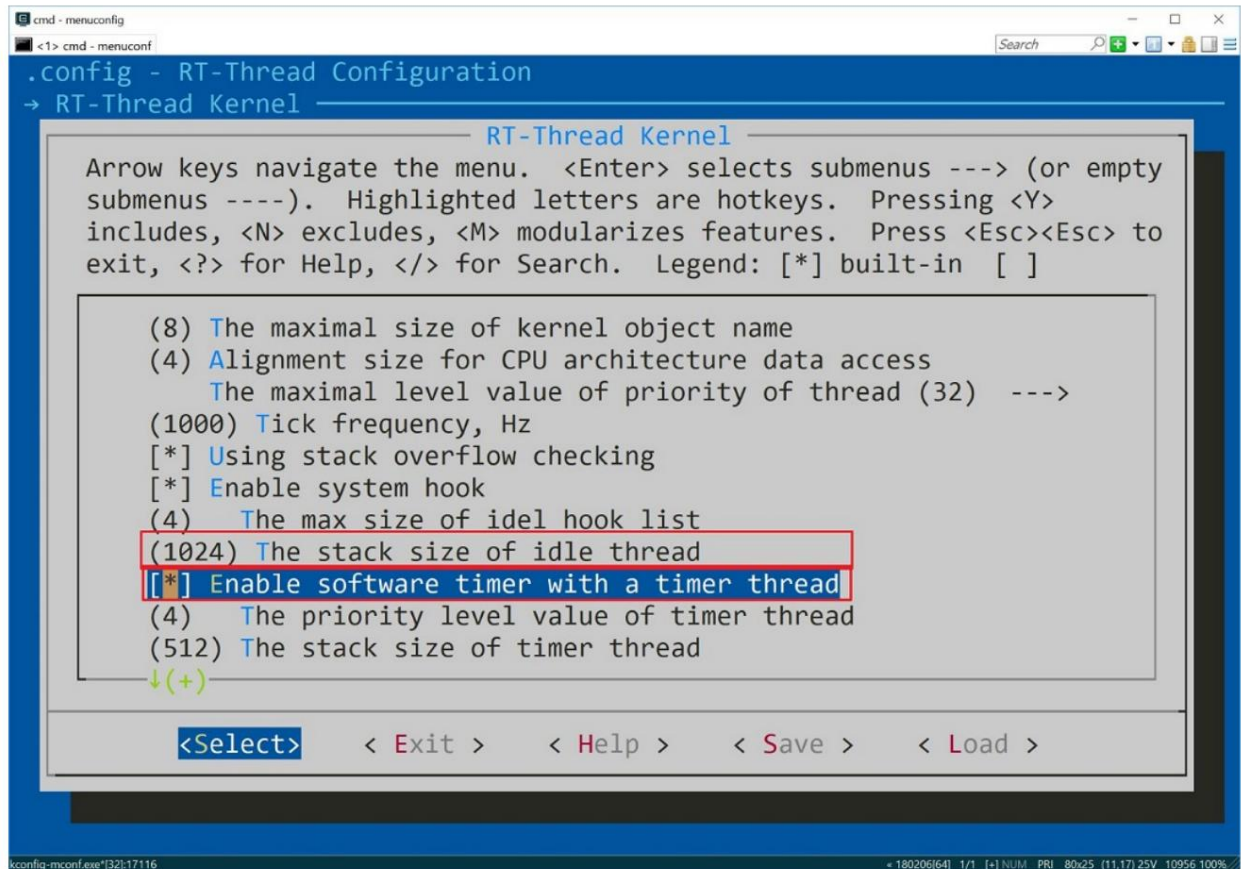 cmd - menuconfig
<1> cmd - menuconf
Search
.config - RT-Thread Configuration
→ RT-Thread Kernel
RT-Thread Kernel
Arrow keys navigate the menu. <Enter> selects submenus ---> (or empty
submenus ----). Highlighted letters are hotkeys. Pressing <Y>
includes, <N> excludes, <M> modularizes features. Press <Esc><Esc> to
exit, <?> for Help, </> for Search. Legend: [*] built-in [ ]
(8) The maximal size of kernel object name
(4) Alignment size for CPU architecture data access
The maximal level value of priority of thread (32) --->
(1000) Tick frequency, Hz
[*] Using stack overflow checking
[*] Enable system hook
(4) The max size of idel hook list
(1024) The stack size of idle thread
[*] Enable software timer with a timer thread
(4) The priority level value of timer thread
(512) The stack size of timer thread
↓(+)
<Select> < Exit > < Help > < Save > < Load >
kconfig-mconf.exe*[32]:17116 « 180206[64] 1/1 [+] NUM PRI 80x25 (11,17) 25V 10956 100%